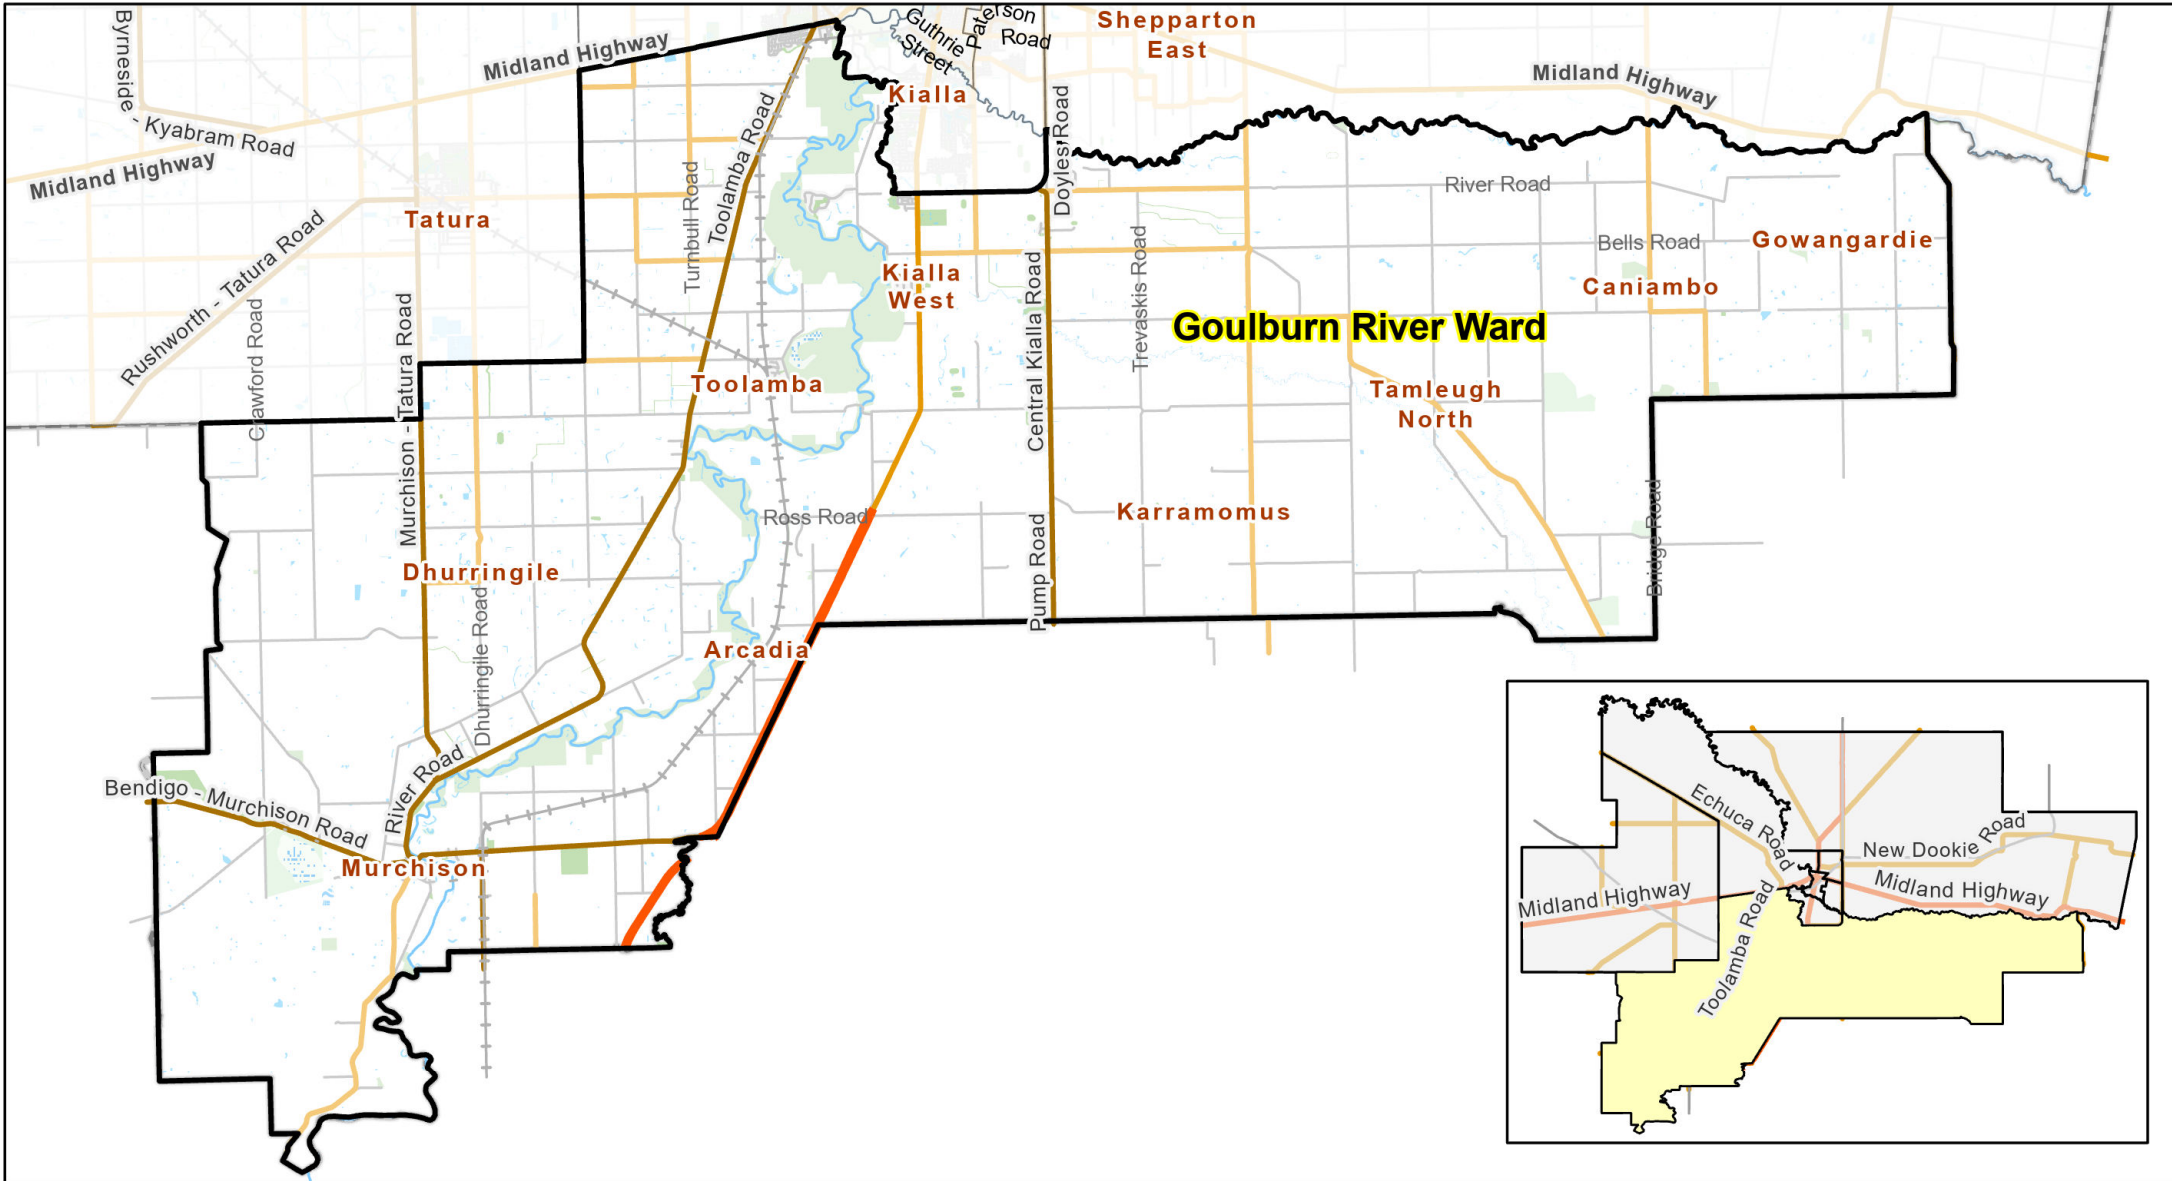 Byrneside
- Kyabram Road
Midland Highway
Midland Highway
Guthrie
Street
Paterson
Road
Shepparton
East
Midland Highway
Kialla
Doyles Road
Toolamba Road
Turnbull Road
Tatura
Rushworth - Tatura Road
Crawford Road
Murchison - Tatura Road
Kialla
West
Central Kialla Road
Trevaskis Road
River Road
Bells Road
Gowangardie
Caniambo
Goulburn River Ward
Toolamba
Tamleugh
North
Ross Road
Karramomus
Pump Road
Bridge Road
Dhurringile
Dhurringile Road
Arcadia
Bendigo - Murchison Road
River Road
Murchison
Echuca Road
New Dookie Road
Midland Highway
Midland Highway
Toolamba Road